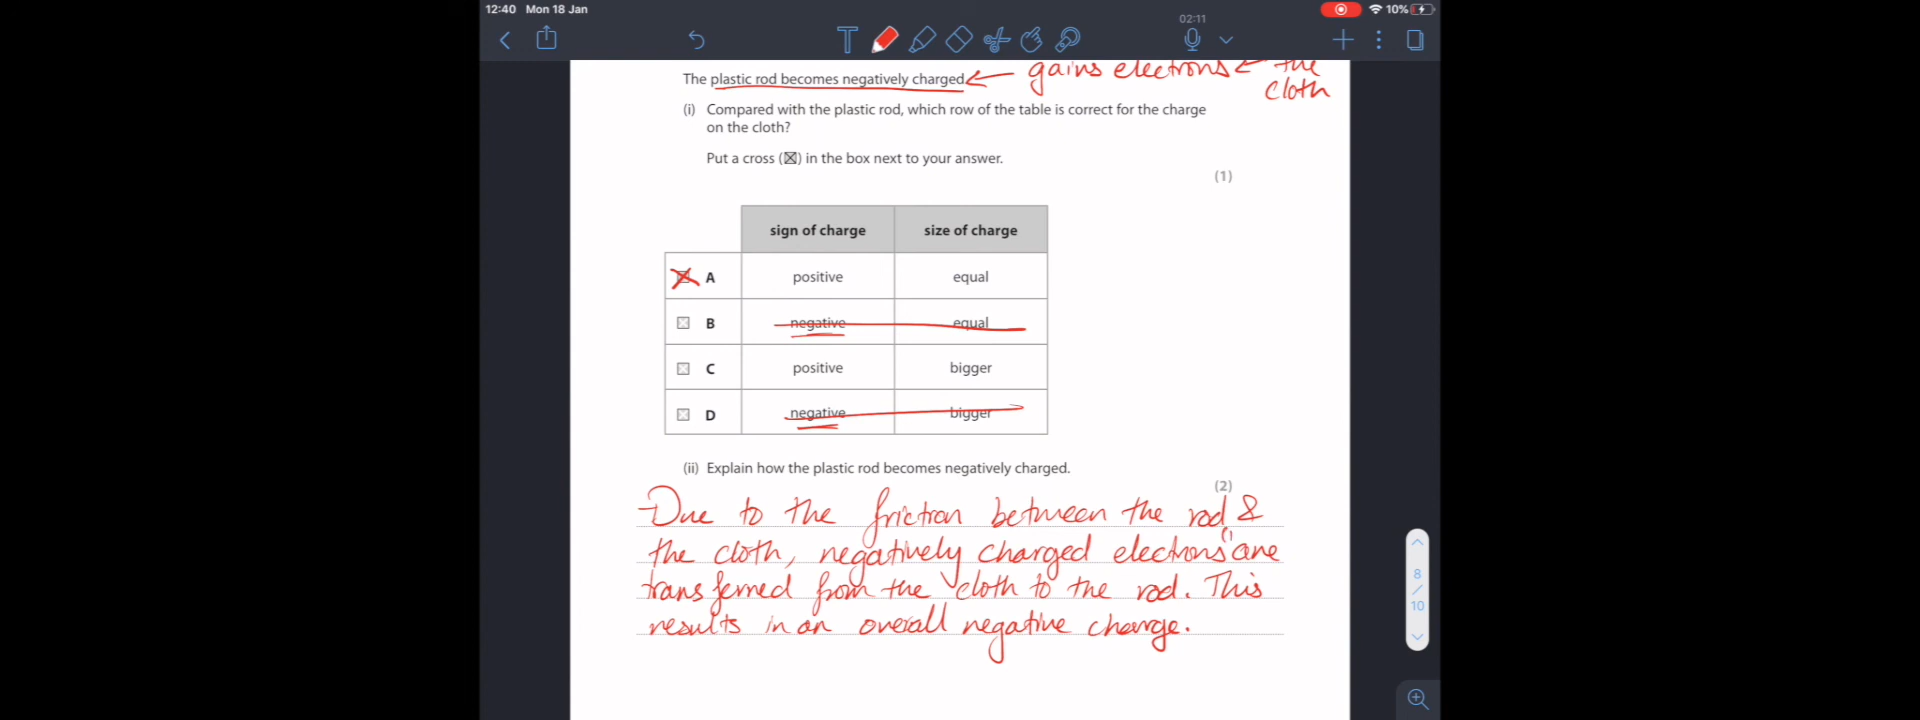 12:40 Mon 18 Jan
10%
02:11
T
The plastic rod becomes negatively charged. ← gains electrons ← the
cloth
(i) Compared with the plastic rod, which row of the table is correct for the charge
on the cloth?
Put a cross (☒) in the box next to your answer.
(1)
sign of charge size of charge
A positive equal
B negative equal
C positive bigger
D negative bigger
(ii) Explain how the plastic rod becomes negatively charged.
(2)
Due to the friction between the rod &
the cloth, negatively charged electrons (1) are
transferred from the cloth to the rod. This
results in an overall negative charge.
8
/
10